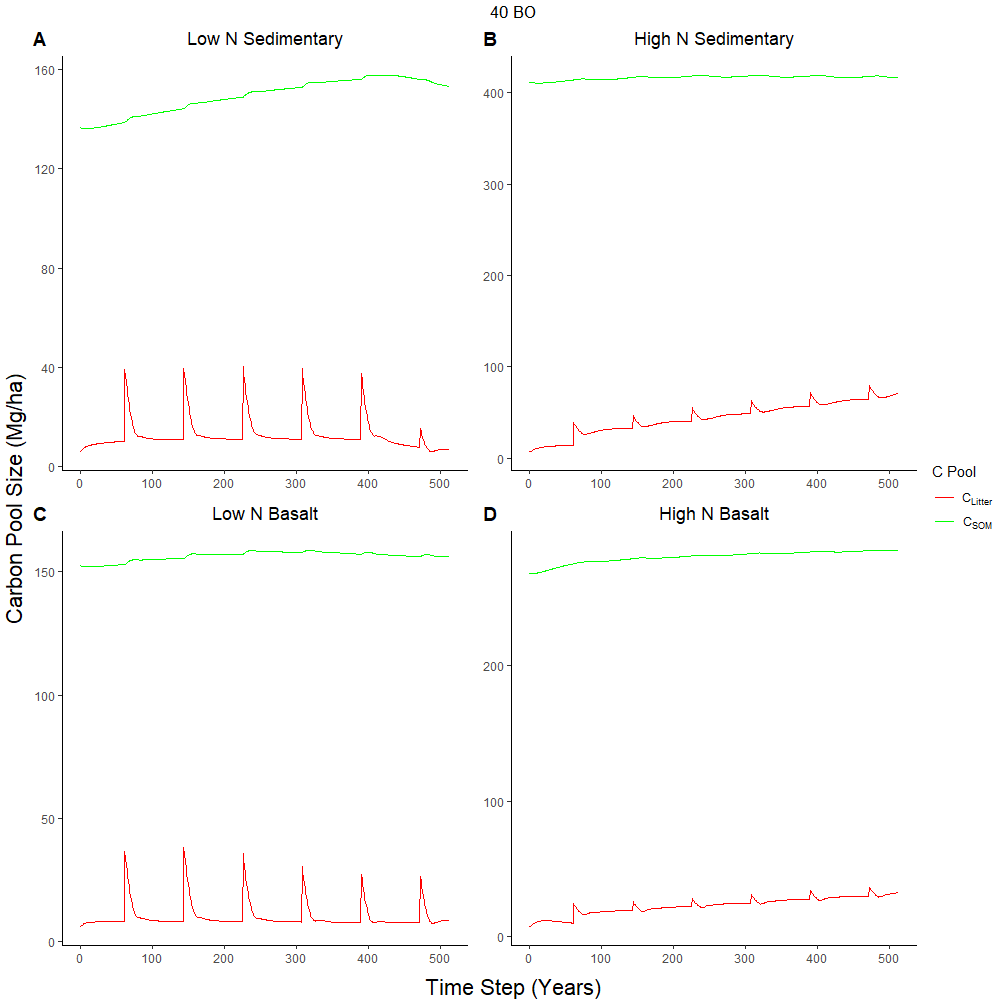 40 BO
A
Low N Sedimentary
160
120
80
40
0
0 100 200 300 400 500
B
High N Sedimentary
400
300
200
100
0
0 100 200 300 400 500
C
Low N Basalt
150
100
50
0
0 100 200 300 400 500
D
High N Basalt
200
100
0
0 100 200 300 400 500
Carbon Pool Size (Mg/ha)
Time Step (Years)
C Pool
C_Litter
C_SOM